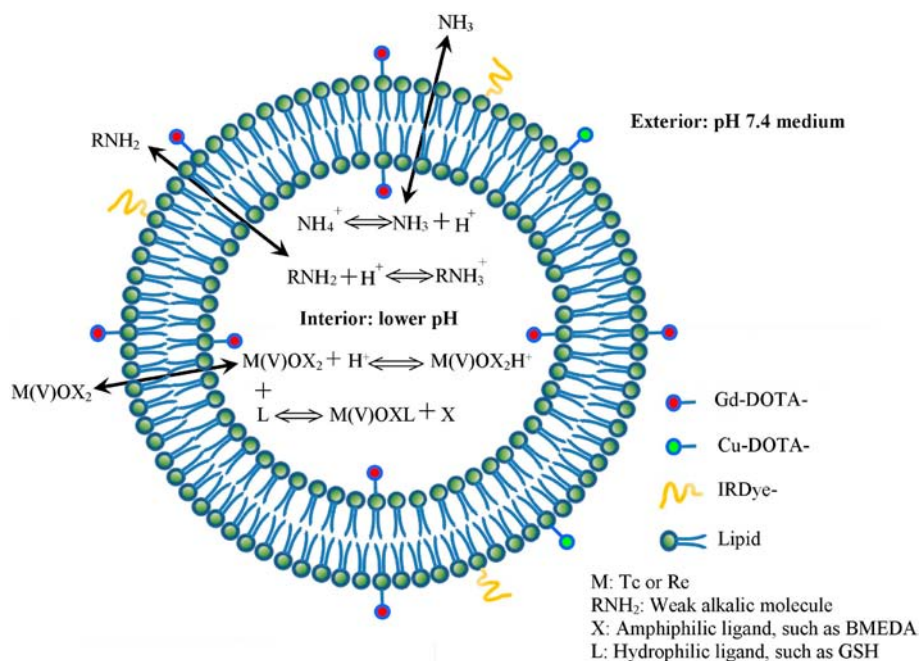 NH₃
Exterior: pH 7.4 medium
RNH₂
NH₄⁺ ⇔ NH₃ + H⁺
RNH₂ + H⁺ ⇔ RNH₃⁺
Interior: lower pH
M(V)OX₂ + H⁺ ⇔ M(V)OX₂H⁺
M(V)OX₂
+
L ⇔ M(V)OXL + X
Gd-DOTA-
Cu-DOTA-
IRDye-
Lipid
M: Tc or Re
RNH₂: Weak alkalic molecule
X: Amphiphilic ligand, such as BMEDA
L: Hydrophilic ligand, such as GSH